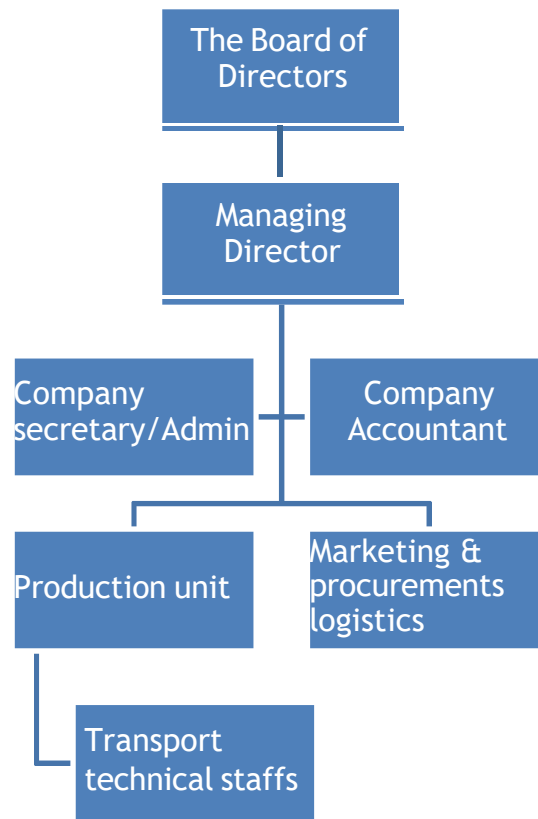 The Board of
Directors
Managing
Director
Company
secretary/Admin
Company
Accountant
Production unit
Marketing &
procurements
logistics
Transport
technical staffs